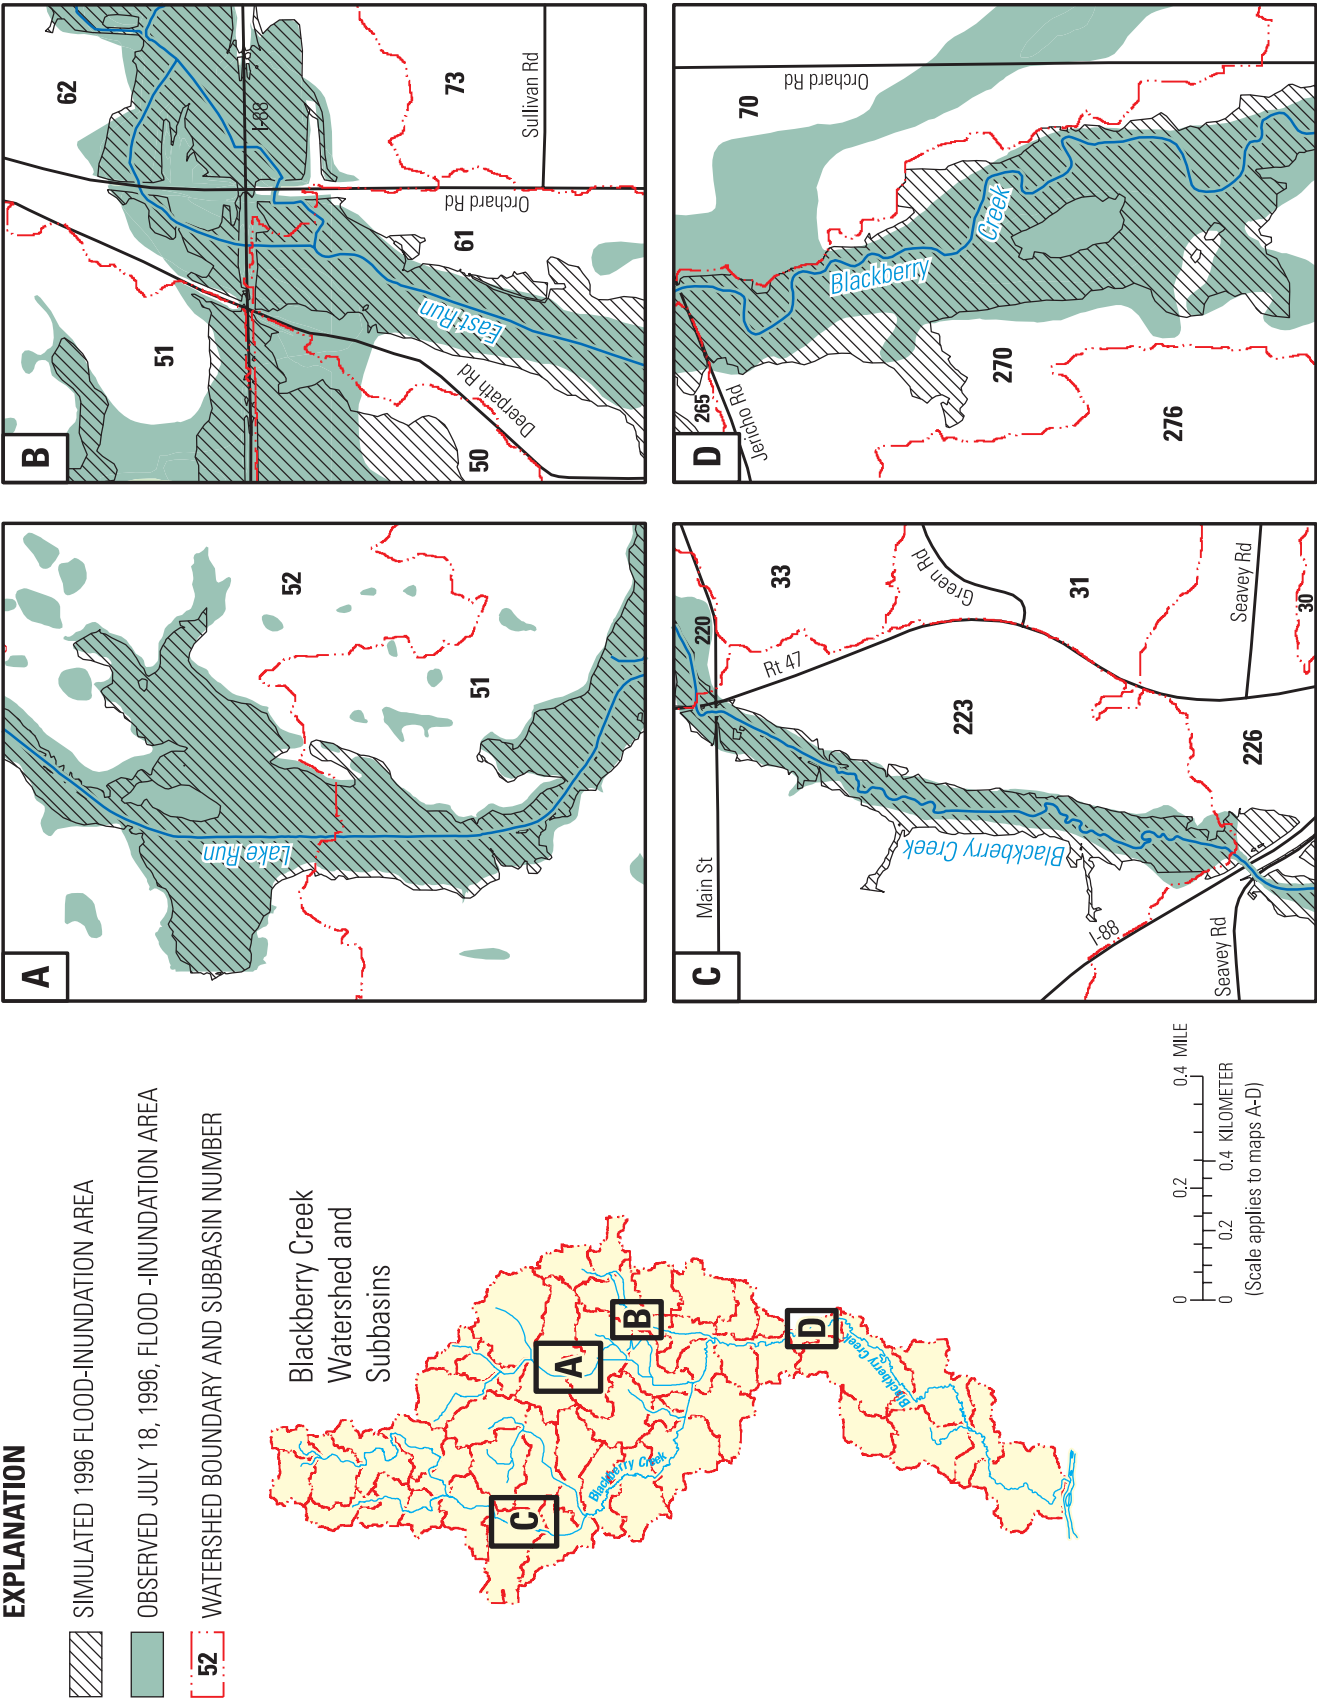 A
52
51
Lake Run
B
62
73
51
61
50
I-88
Sullivan Rd
Orchard Rd
Deerpath Rd
East Run
C
33
31
30
220
223
226
Green Rd
Rt 47
Seavey Rd
Main St
I-88
Seavey Rd
Blackberry Creek
D
70
265
270
276
Orchard Rd
Jericho Rd
Blackberry
Creek
EXPLANATION
SIMULATED 1996 FLOOD-INUNDATION AREA
OBSERVED JULY 18, 1996, FLOOD -INUNDATION AREA
52
WATERSHED BOUNDARY AND SUBBASIN NUMBER
Blackberry Creek
Watershed and
Subbasins
A
B
C
D
Blackberry Creek
Blackberry Creek
0 0.2 0.4 MILE
0 0.2 0.4 KILOMETER
(Scale applies to maps A-D)